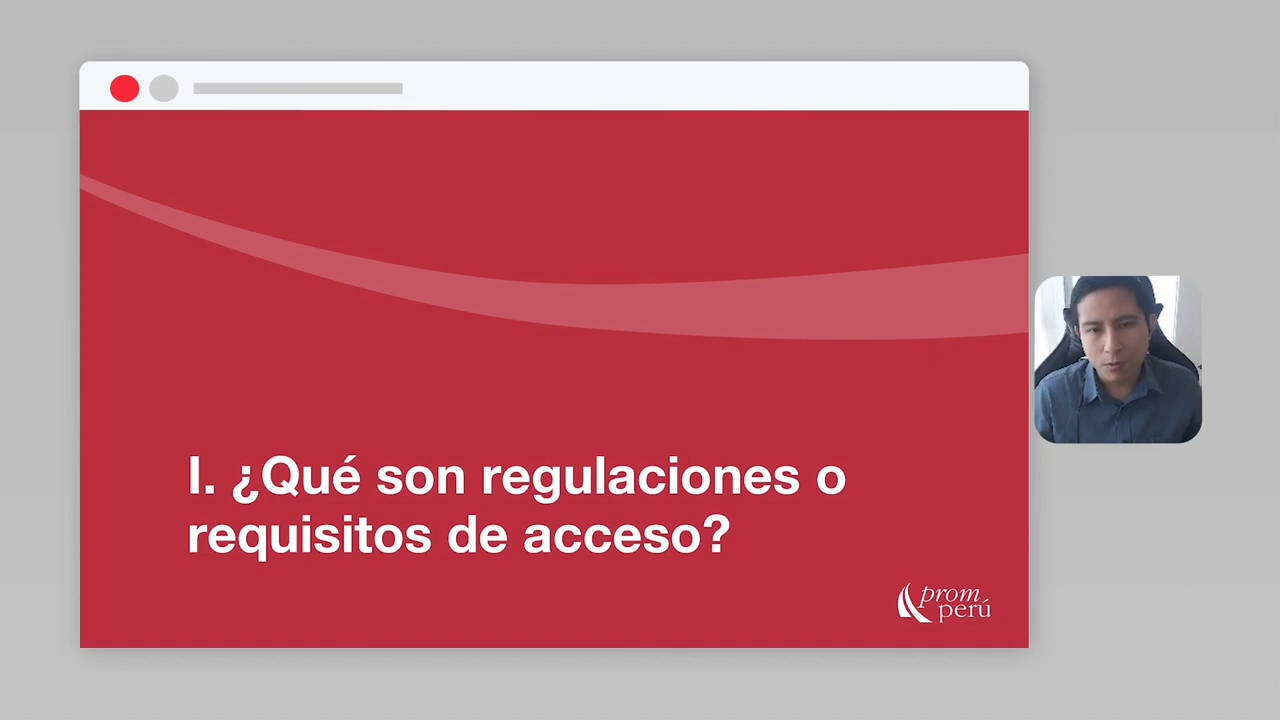 I. ¿Qué son regulaciones o
requisitos de acceso?
prom
perú